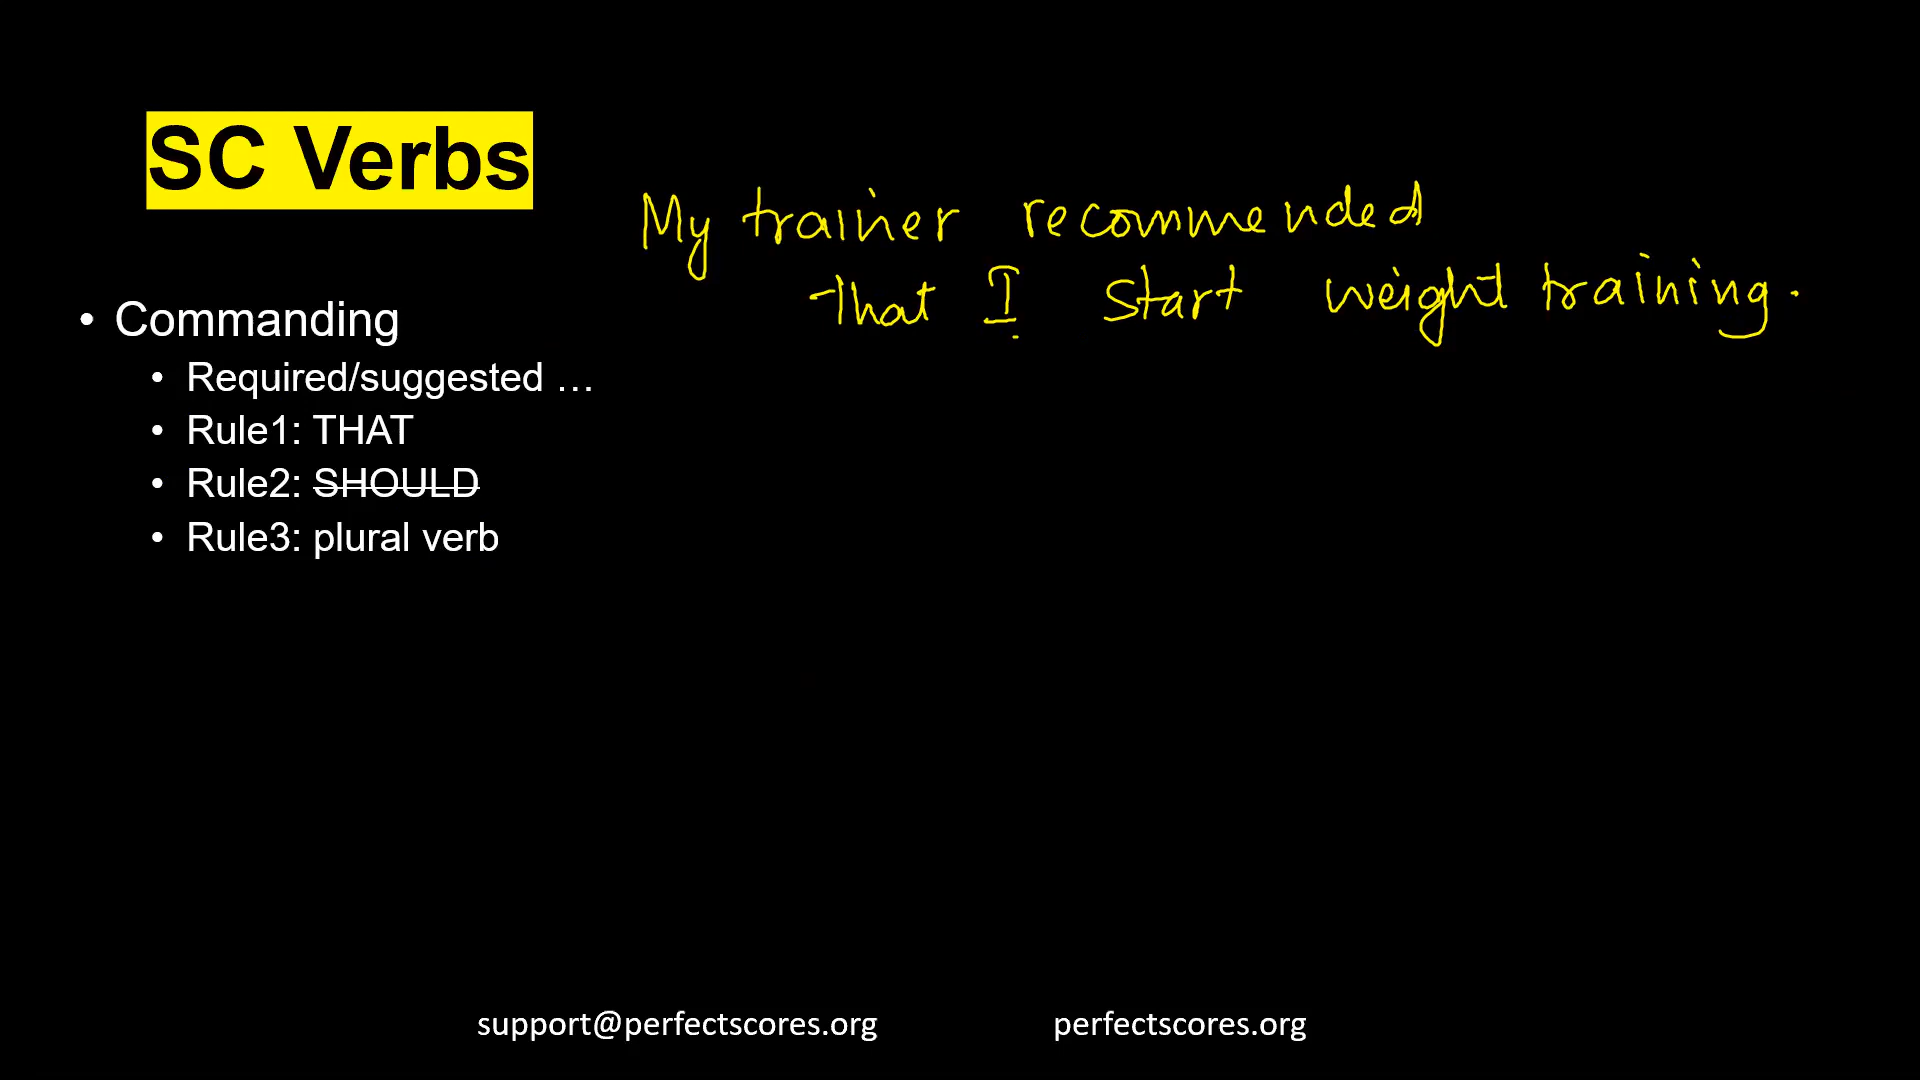 SC Verbs
My trainer recommended
that I start weight training.
• Commanding
• Required/suggested …
• Rule1: THAT
• Rule2: SHOULD
• Rule3: plural verb
support@perfectscores.org
perfectscores.org